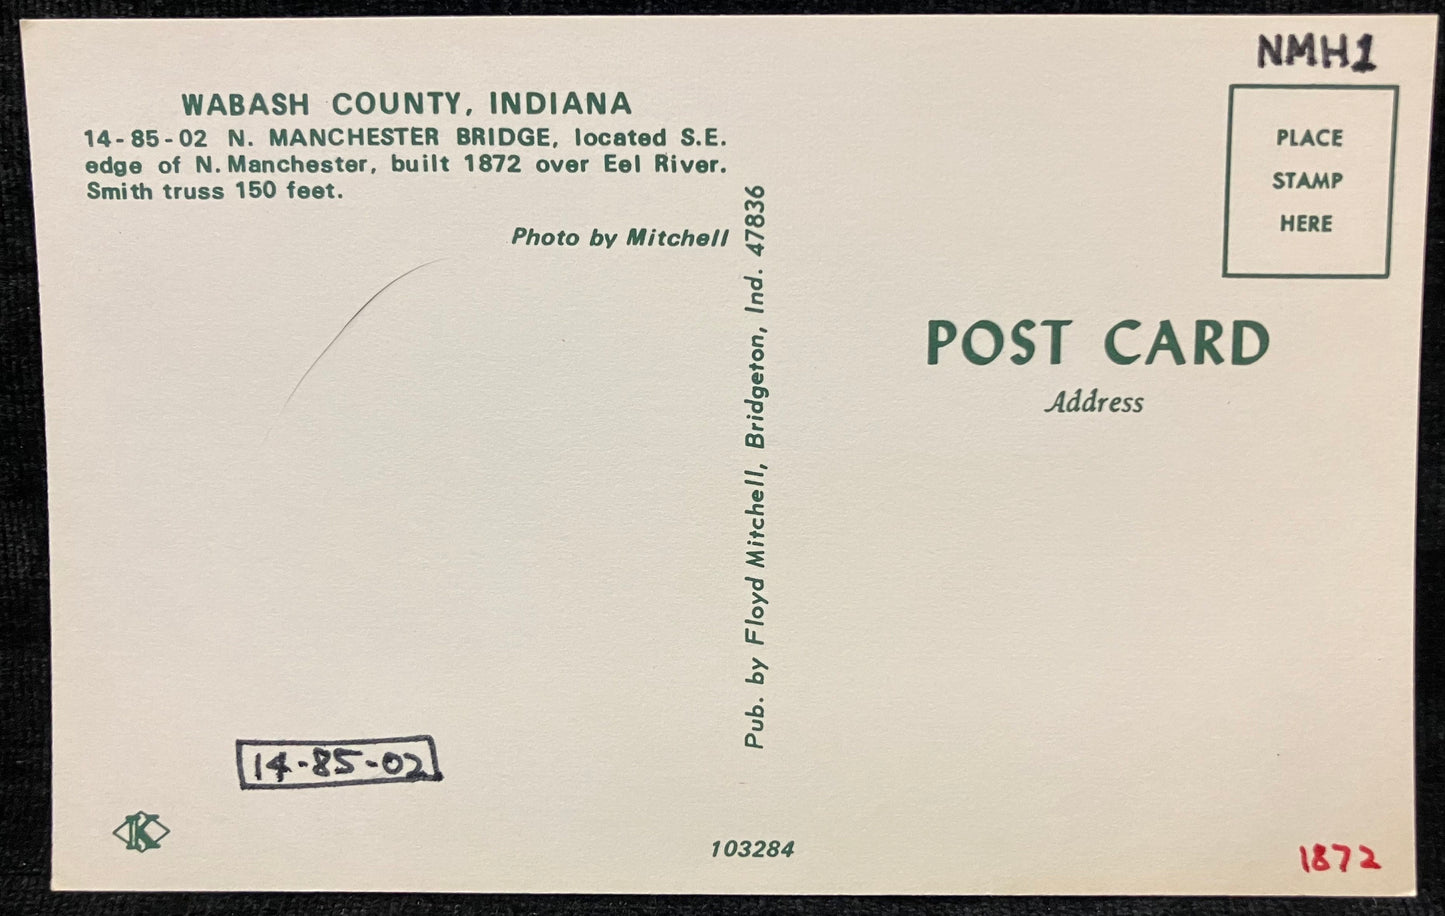 NMH1
WABASH COUNTY, INDIANA
14-85-02 N. MANCHESTER BRIDGE, located S.E.
edge of N. Manchester, built 1872 over Eel River.
Smith truss 150 feet.
Photo by Mitchell
Pub. by Floyd Mitchell, Bridgeton, Ind. 47836
PLACE
STAMP
HERE
POST CARD
Address
14-85-02
K
103284
1872